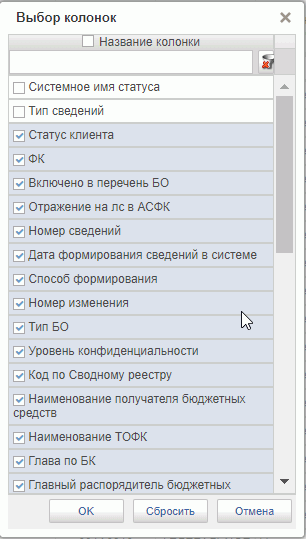 Выбор колонок
Название колонки
Системное имя статуса
Тип сведений
Статус клиента
ФК
Включено в перечень БО
Отражение на лс в АСФК
Номер сведений
Дата формирования сведений в системе
Способ формирования
Номер изменения
Тип БО
Уровень конфиденциальности
Код по Сводному реестру
Наименование получателя бюджетных
средств
Наименование ТОФК
Глава по БК
Главный распорядитель бюджетных
OK
Сбросить
Отмена